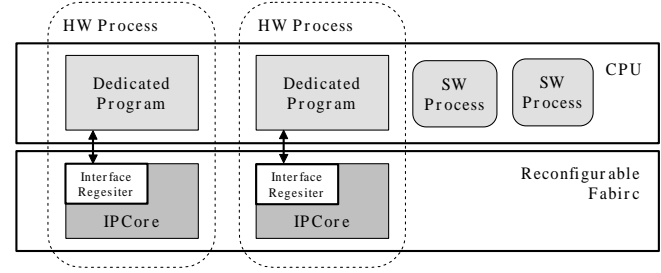 HW Process
HW Process
CPU
Dedicated
Program
Dedicated
Program
SW
Process
SW
Process
Interface
Regesiter
IPCore
Interface
Regesiter
IPCore
Reconfigurable
Fabirc